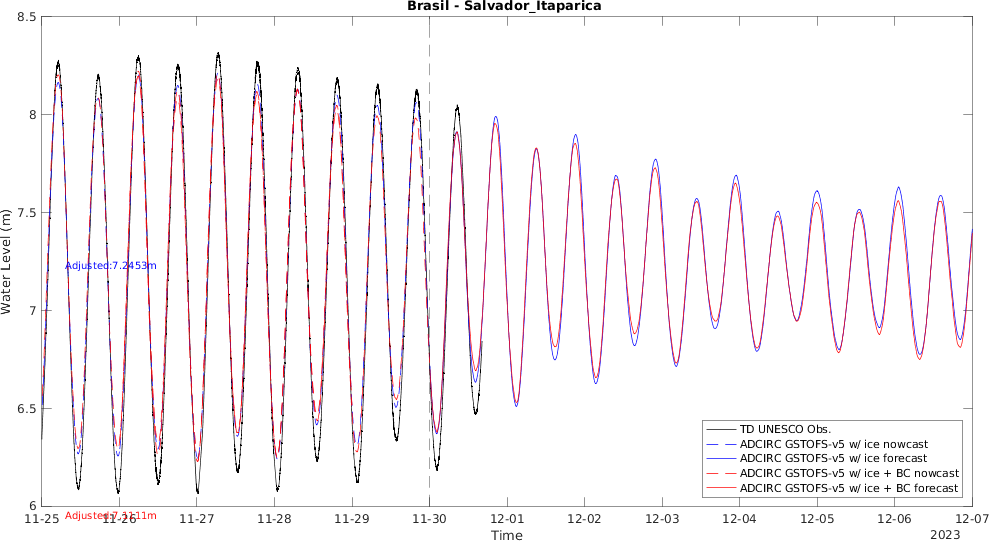 Brasil - Salvador_Itaparica
8.5
8
7.5
7
6.5
6
Water Level (m)
Adjusted:7.2453m
TD UNESCO Obs.
ADCIRC GSTOFS-v5 w/ ice nowcast
ADCIRC GSTOFS-v5 w/ ice forecast
ADCIRC GSTOFS-v5 w/ ice + BC nowcast
ADCIRC GSTOFS-v5 w/ ice + BC forecast
11-25 11-26 11-27 11-28 11-29 11-30 12-01 12-02 12-03 12-04 12-05 12-06 12-07
Time
2023